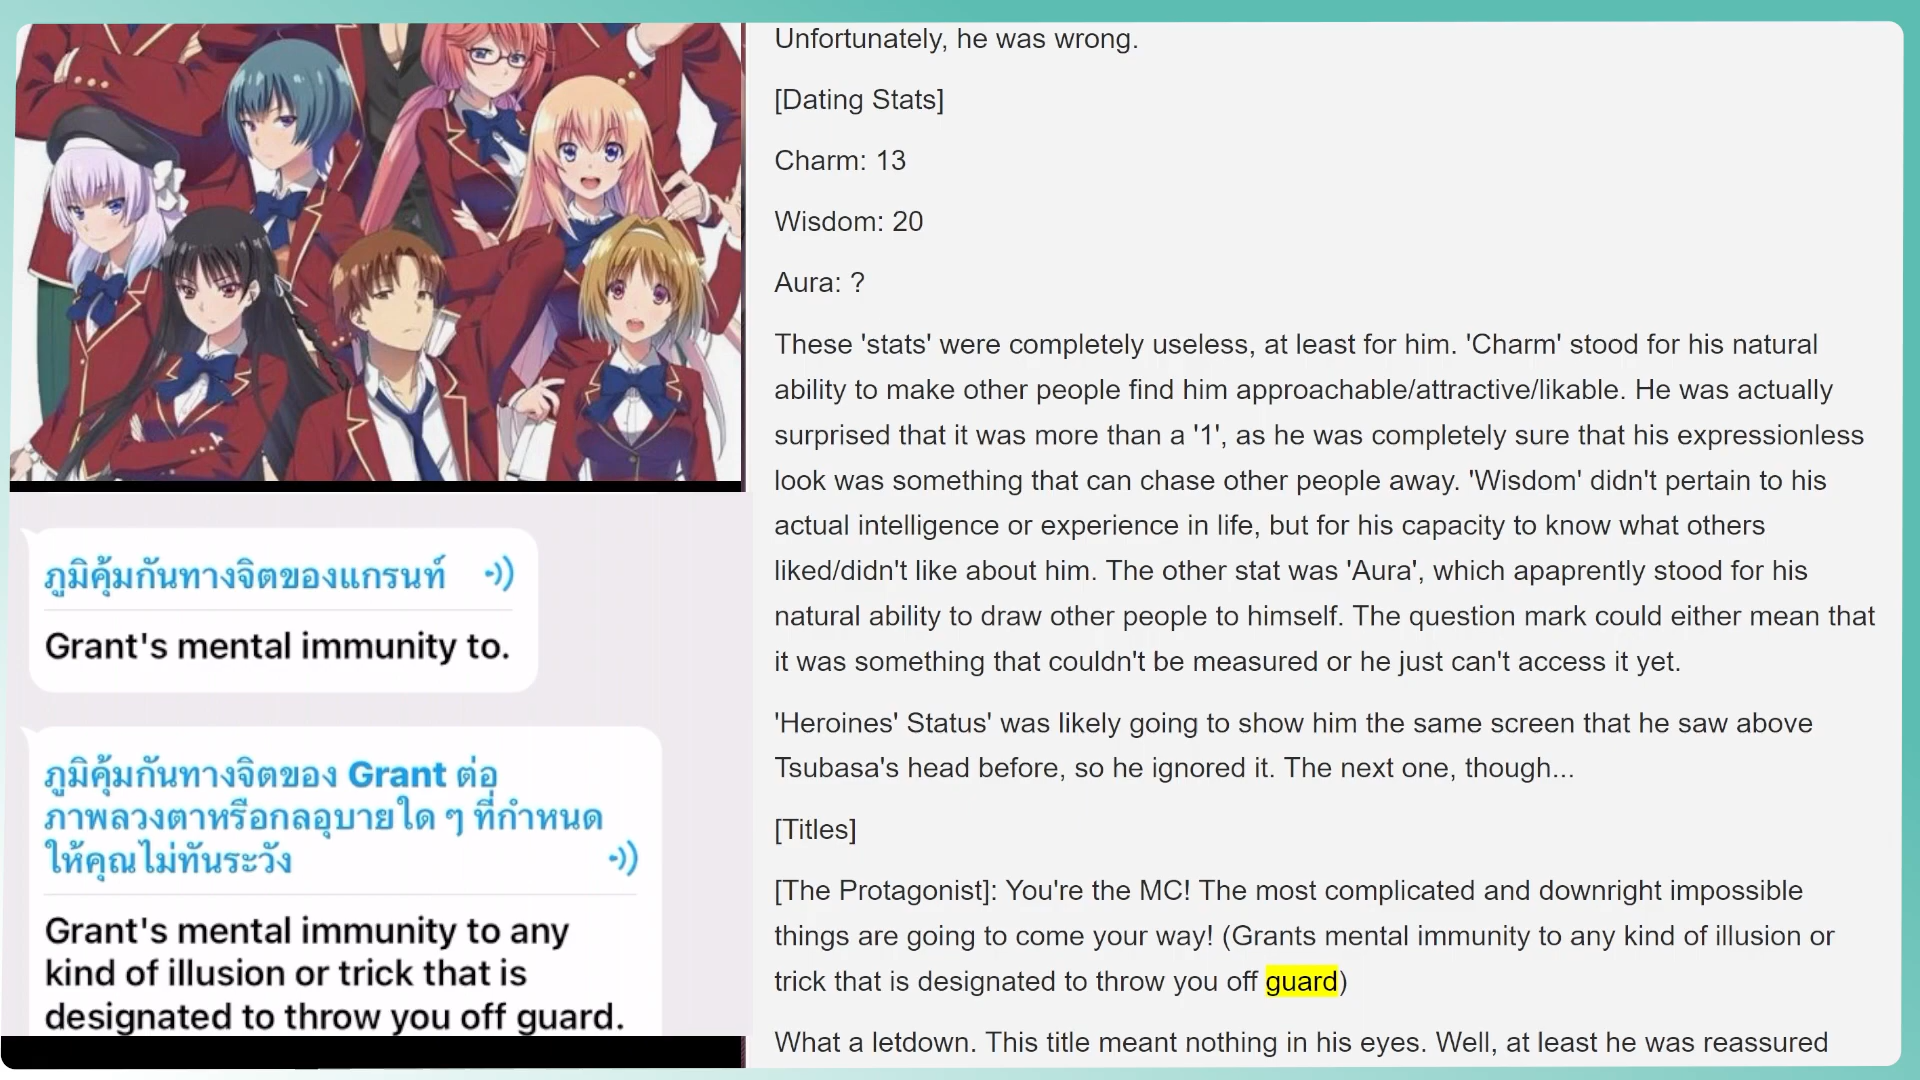 ภูมิคุ้มกันทางจิตของแกรนท์
Grant's mental immunity to.
ภูมิคุ้มกันทางจิตของ Grant ต่อ
ภาพลวงตาหรือกลอุบายใด ๆ ที่กำหนด
ให้คุณไม่ทันระวัง
Grant's mental immunity to any
kind of illusion or trick that is
designated to throw you off guard.
Unfortunately, he was wrong.
[Dating Stats]
Charm: 13
Wisdom: 20
Aura: ?
These 'stats' were completely useless, at least for him. 'Charm' stood for his natural
ability to make other people find him approachable/attractive/likable. He was actually
surprised that it was more than a '1', as he was completely sure that his expressionless
look was something that can chase other people away. 'Wisdom' didn't pertain to his
actual intelligence or experience in life, but for his capacity to know what others
liked/didn't like about him. The other stat was 'Aura', which apaprently stood for his
natural ability to draw other people to himself. The question mark could either mean that
it was something that couldn't be measured or he just can't access it yet.
'Heroines' Status' was likely going to show him the same screen that he saw above
Tsubasa's head before, so he ignored it. The next one, though...
[Titles]
[The Protagonist]: You're the MC! The most complicated and downright impossible
things are going to come your way! (Grants mental immunity to any kind of illusion or
trick that is designated to throw you off guard)
What a letdown. This title meant nothing in his eyes. Well, at least he was reassured